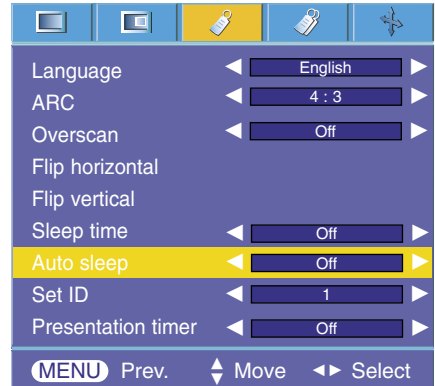 Language English
ARC 4 : 3
Overscan Off
Flip horizontal
Flip vertical
Sleep time Off
Auto sleep Off
Set ID 1
Presentation timer Off
MENU Prev. Move Select